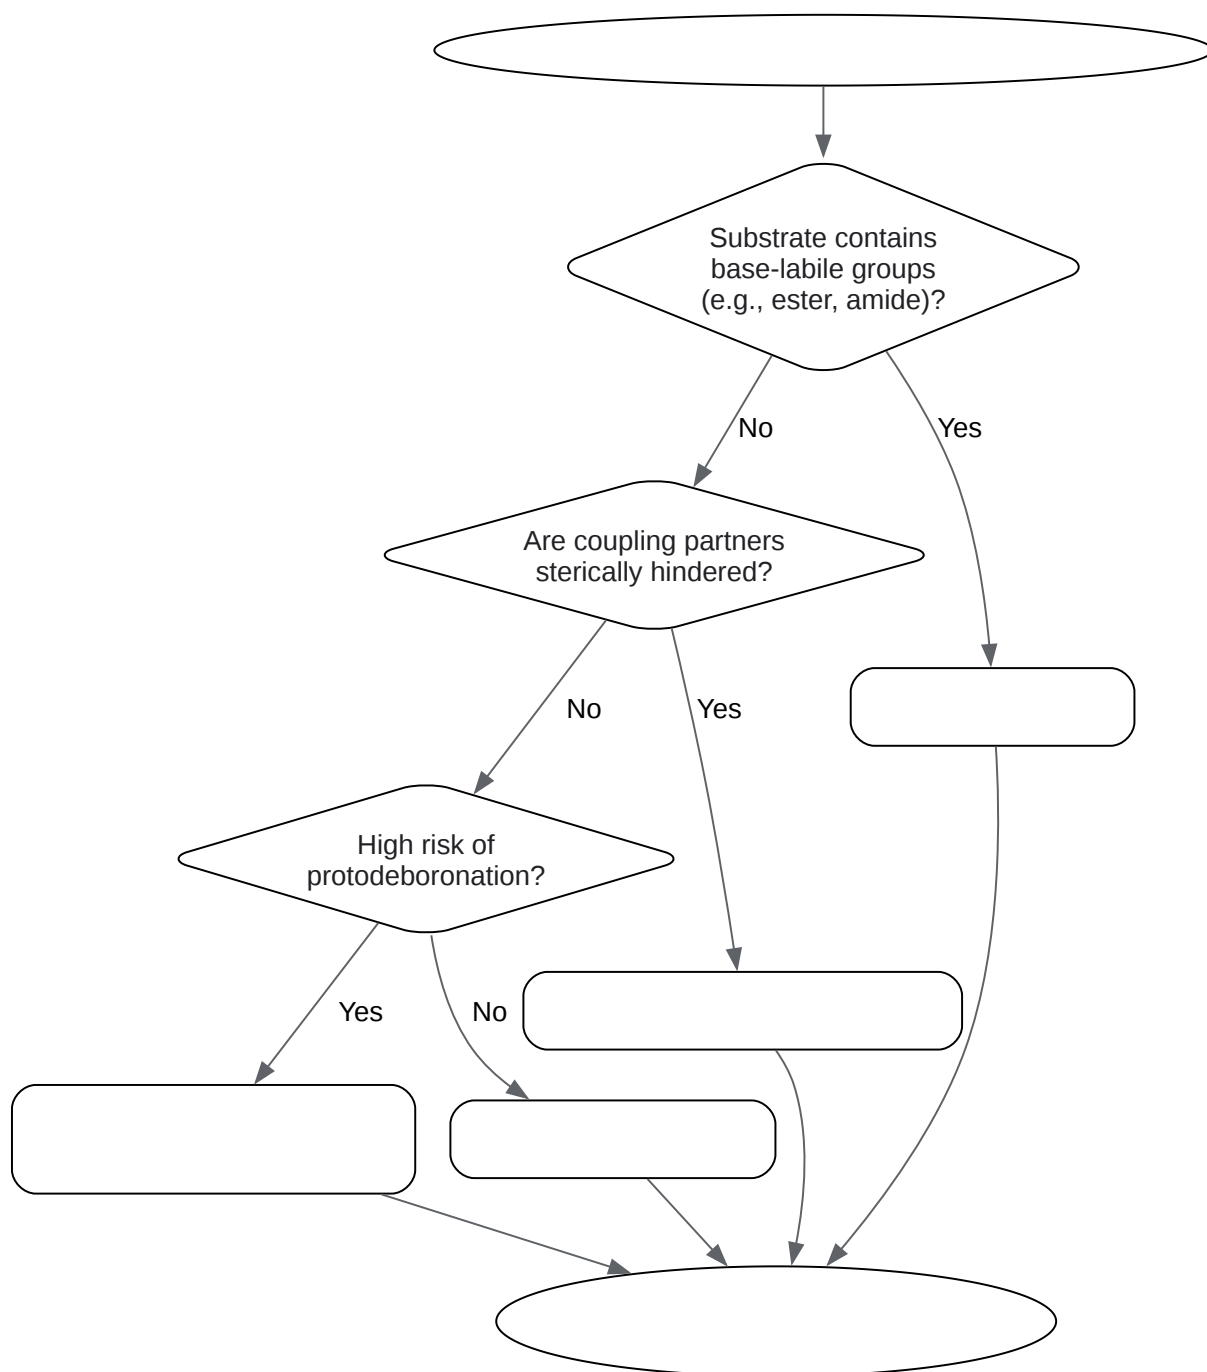 Substrate contains
base-labile groups
(e.g., ester, amide)?
No
Yes
Are coupling partners
sterically hindered?
No
Yes
High risk of
protodeboronation?
Yes
No